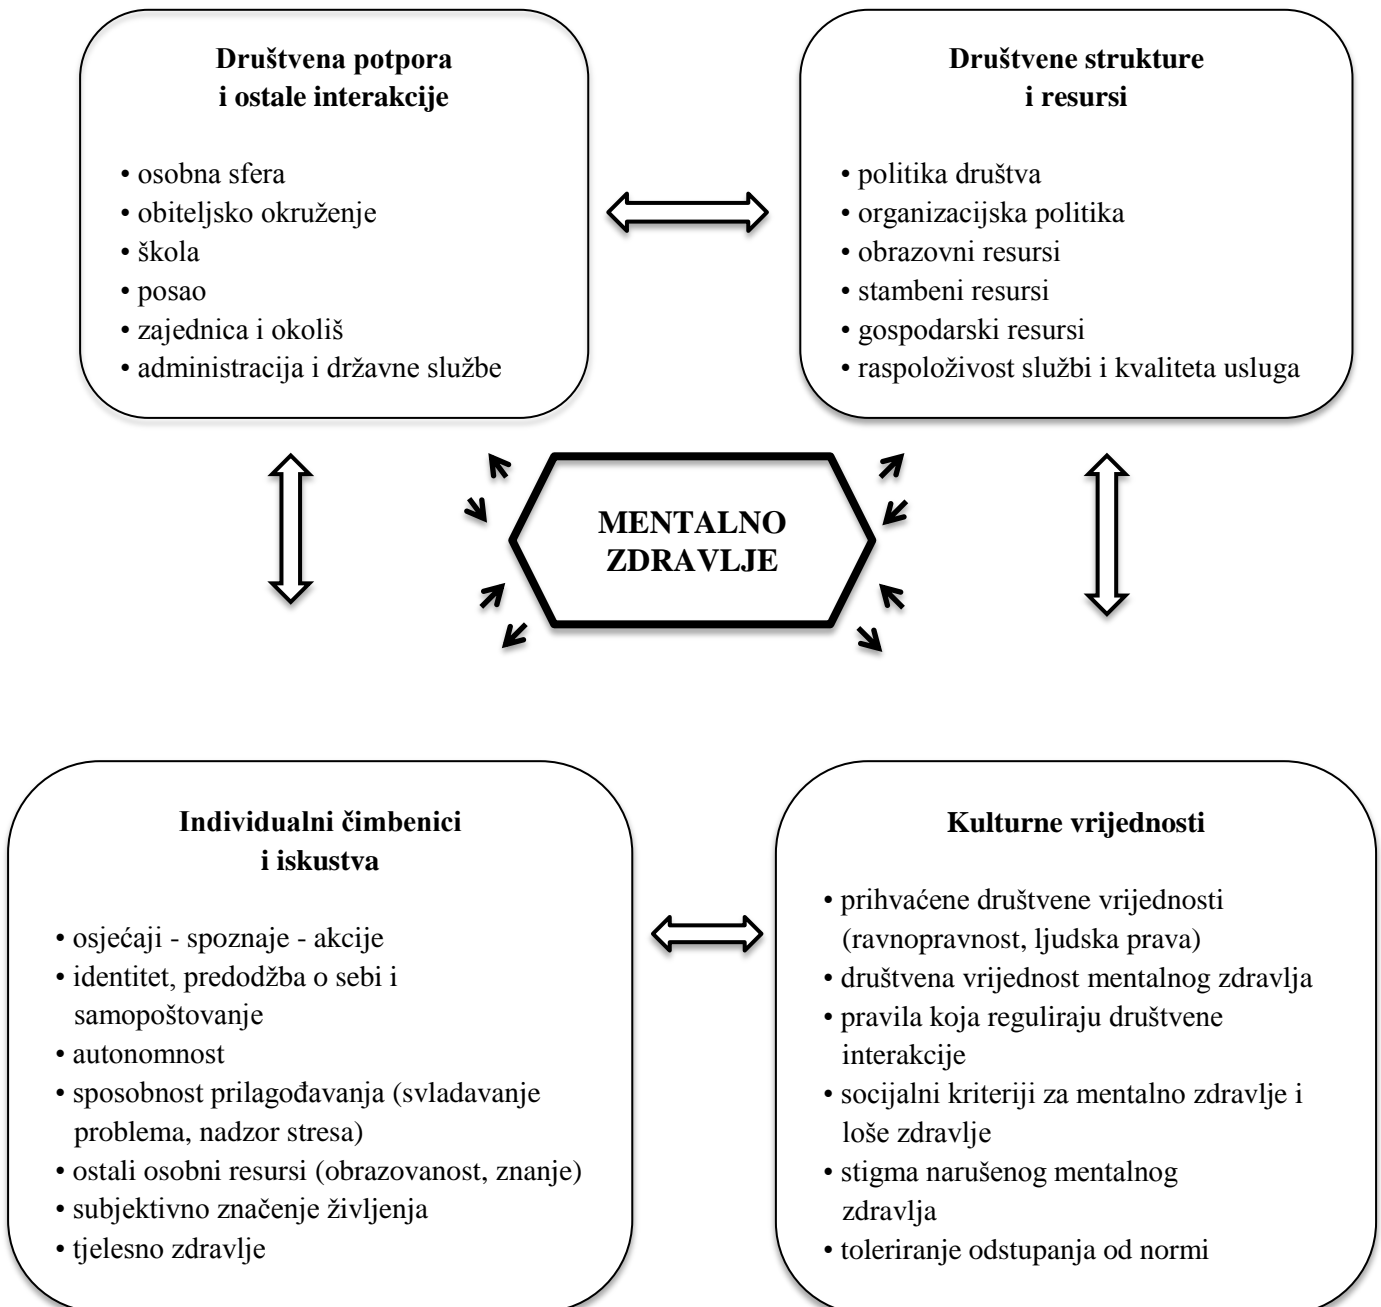 Društvena potpora
i ostale interakcije
• osobna sfera
• obiteljsko okruženje
• škola
• posao
• zajednica i okoliš
• administracija i državne službe
Društvene strukture
i resursi
• politika društva
• organizacijska politika
• obrazovni resursi
• stambeni resursi
• gospodarski resursi
• raspoloživost službi i kvaliteta usluga
MENTALNO
ZDRAVLJE
Individualni čimbenici
i iskustva
• osjećaji - spoznaje - akcije
• identitet, predodžba o sebi i
samopoštovanje
• autonomnost
• sposobnost prilagođavanja (svladavanje
problema, nadzor stresa)
• ostali osobni resursi (obrazovanost, znanje)
• subjektivno značenje življenja
• tjelesno zdravlje
Kulturne vrijednosti
• prihvaćene društvene vrijednosti
(ravnopravnost, ljudska prava)
• društvena vrijednost mentalnog zdravlja
• pravila koja reguliraju društvene
interakcije
• socijalni kriteriji za mentalno zdravlje i
loše zdravlje
• stigma narušenog mentalnog
zdravlja
• toleriranje odstupanja od normi